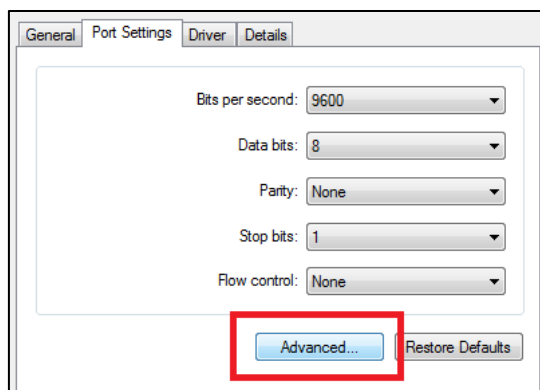 General Port Settings Driver Details
Bits per second: 9600
Data bits: 8
Parity: None
Stop bits: 1
Flow control: None
Advanced... Restore Defaults